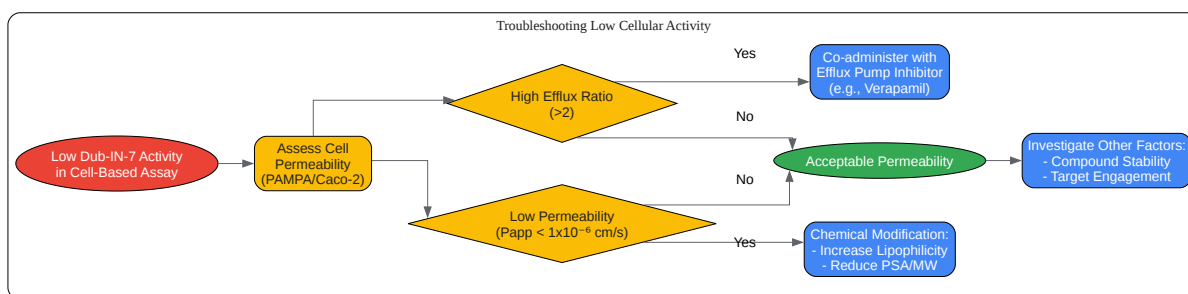 Troubleshooting Low Cellular Activity
Low Dub-IN-7 Activity
in Cell-Based Assay
Assess Cell
Permeability
(PAMPA/Caco-2)
High Efflux Ratio
(>2)
Yes
Co-administer with
Efflux Pump Inhibitor
(e.g., Verapamil)
No
Low Permeability
(Papp < 1x10⁻⁶ cm/s)
No
Yes
Acceptable Permeability
Chemical Modification:
- Increase Lipophilicity
- Reduce PSA/MW
Investigate Other Factors:
- Compound Stability
- Target Engagement